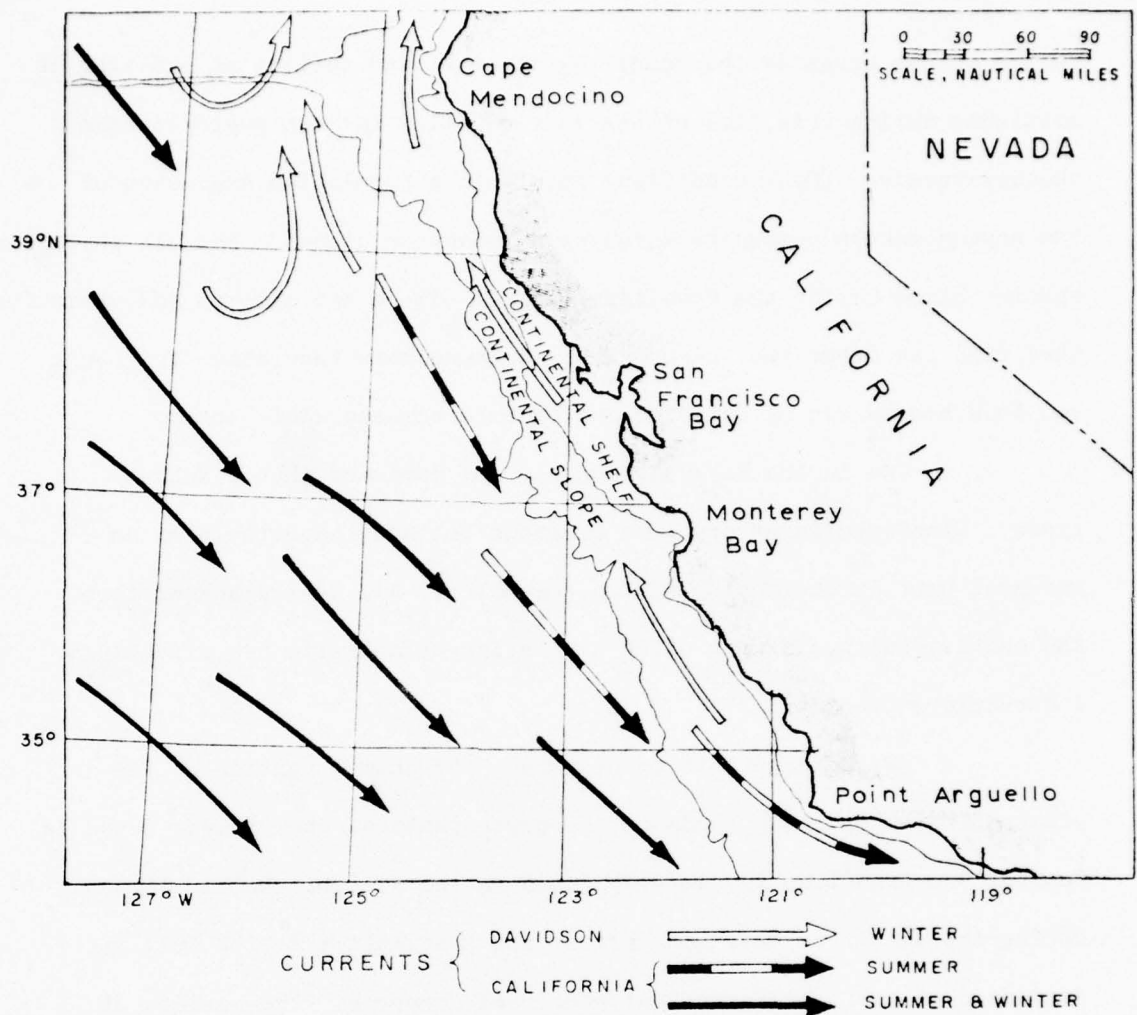 0 30 60 90
SCALE, NAUTICAL MILES
Cape
Mendocino
NEVADA
CALIFORNIA
39°N
CONTINENTAL SHELF
CONTINENTAL SLOPE
San
Francisco
Bay
37°
Monterey
Bay
35°
Point Arguello
127°W 125° 123° 121° 119°
CURRENTS
DAVIDSON WINTER
CALIFORNIA SUMMER
SUMMER & WINTER